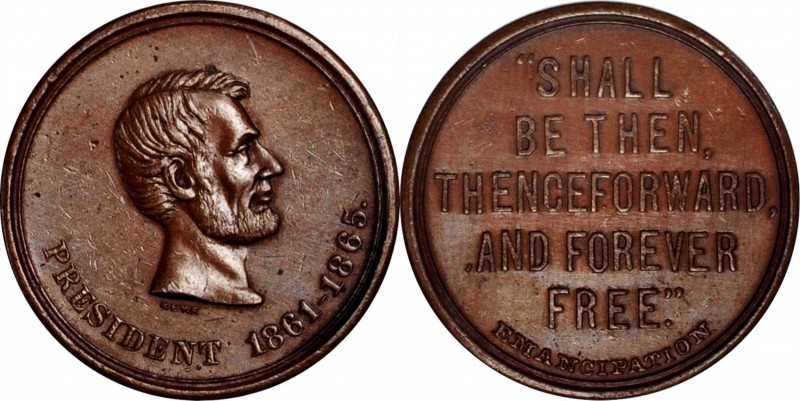 PRESIDENT 1861-1865.
"SHALL
BE THEN,
THENCEFORWARD,
AND FOREVER
FREE."
EMANCIPATION